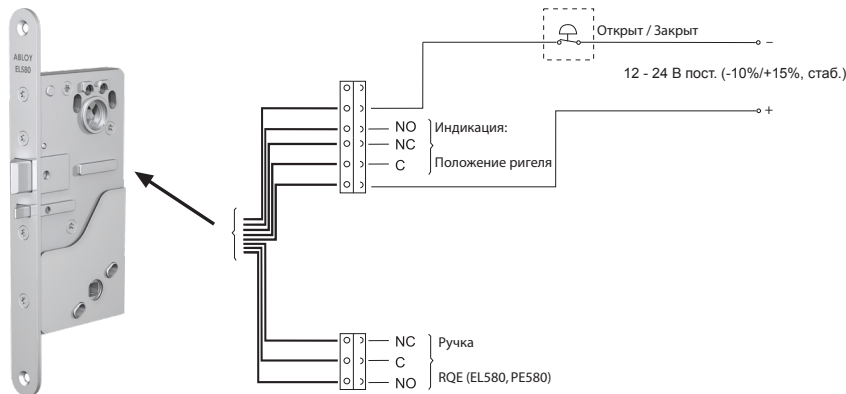 ABLOY
EL580
Открыт / Закрыт
–
12 - 24 В пост. (-10%/+15%, стаб.)
+
NO
Индикация:
NC
C
Положение ригеля
NC
Ручка
C
NO
RQE (EL580, PE580)